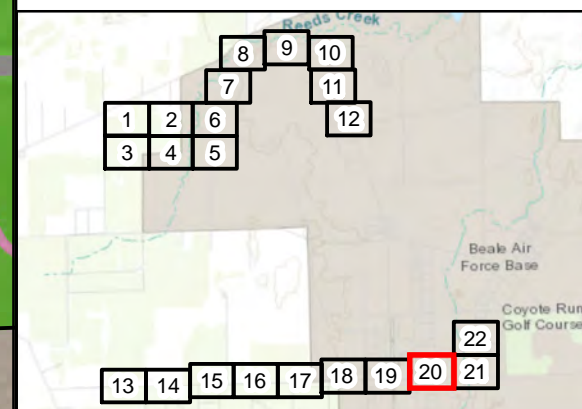 Reeds Creek
8 9 10
7 11
1 2 6 12
3 4 5
Beale Air
Force Base
Coyote Run
Golf Course
22
13 14 15 16 17 18 19 20 21